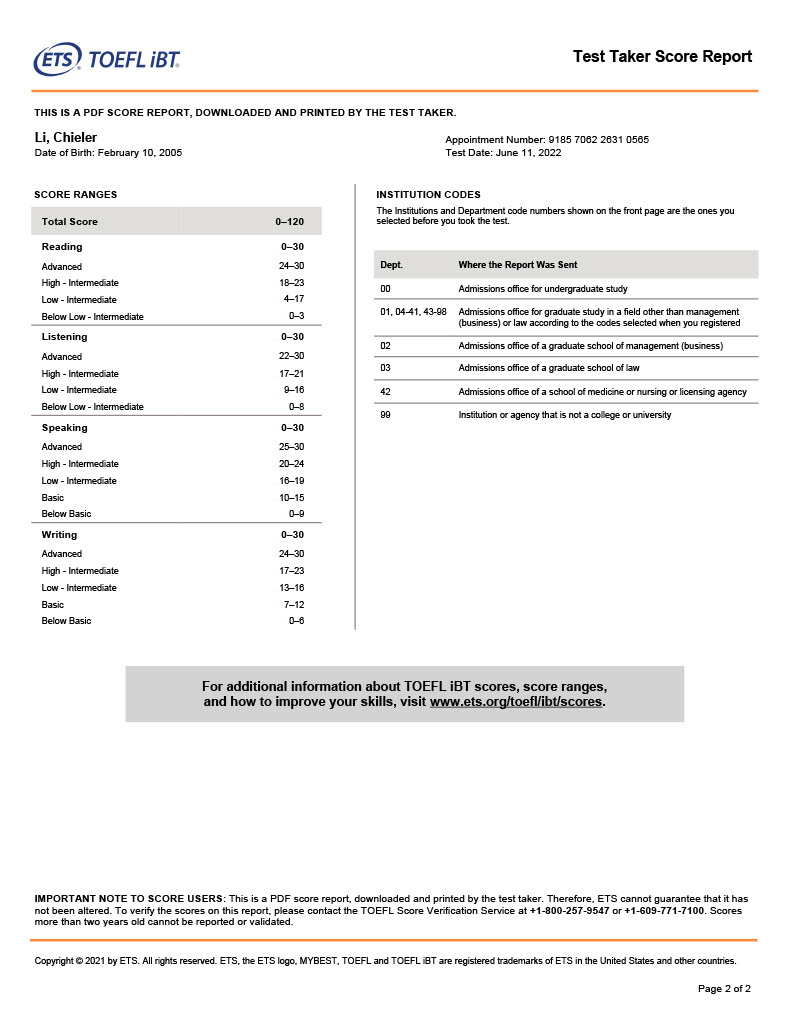 ETS® TOEFL iBT®
Test Taker Score Report
THIS IS A PDF SCORE REPORT, DOWNLOADED AND PRINTED BY THE TEST TAKER.
Li, Chieler
Date of Birth: February 10, 2005
Appointment Number: 9185 7062 2631 0565
Test Date: June 11, 2022
SCORE RANGES
Total Score 0–120
Reading 0–30
Advanced 24–30
High - Intermediate 18–23
Low - Intermediate 4–17
Below Low - Intermediate 0–3
Listening 0–30
Advanced 22–30
High - Intermediate 17–21
Low - Intermediate 9–16
Below Low - Intermediate 0–8
Speaking 0–30
Advanced 25–30
High - Intermediate 20–24
Low - Intermediate 16–19
Basic 10–15
Below Basic 0–9
Writing 0–30
Advanced 24–30
High - Intermediate 17–23
Low - Intermediate 13–16
Basic 7–12
Below Basic 0–6
INSTITUTION CODES
The Institutions and Department code numbers shown on the front page are the ones you
selected before you took the test.
Dept. Where the Report Was Sent
00 Admissions office for undergraduate study
01, 04-41, 43-98 Admissions office for graduate study in a field other than management
(business) or law according to the codes selected when you registered
02 Admissions office of a graduate school of management (business)
03 Admissions office of a graduate school of law
42 Admissions office of a school of medicine or nursing or licensing agency
99 Institution or agency that is not a college or university
For additional information about TOEFL iBT scores, score ranges,
and how to improve your skills, visit www.ets.org/toefl/ibt/scores.
IMPORTANT NOTE TO SCORE USERS: This is a PDF score report, downloaded and printed by the test taker. Therefore, ETS cannot guarantee that it has
not been altered. To verify the scores on this report, please contact the TOEFL Score Verification Service at +1-800-257-9547 or +1-609-771-7100. Scores
more than two years old cannot be reported or validated.
Copyright © 2021 by ETS. All rights reserved. ETS, the ETS logo, MYBEST, TOEFL and TOEFL iBT are registered trademarks of ETS in the United States and other countries.
Page 2 of 2